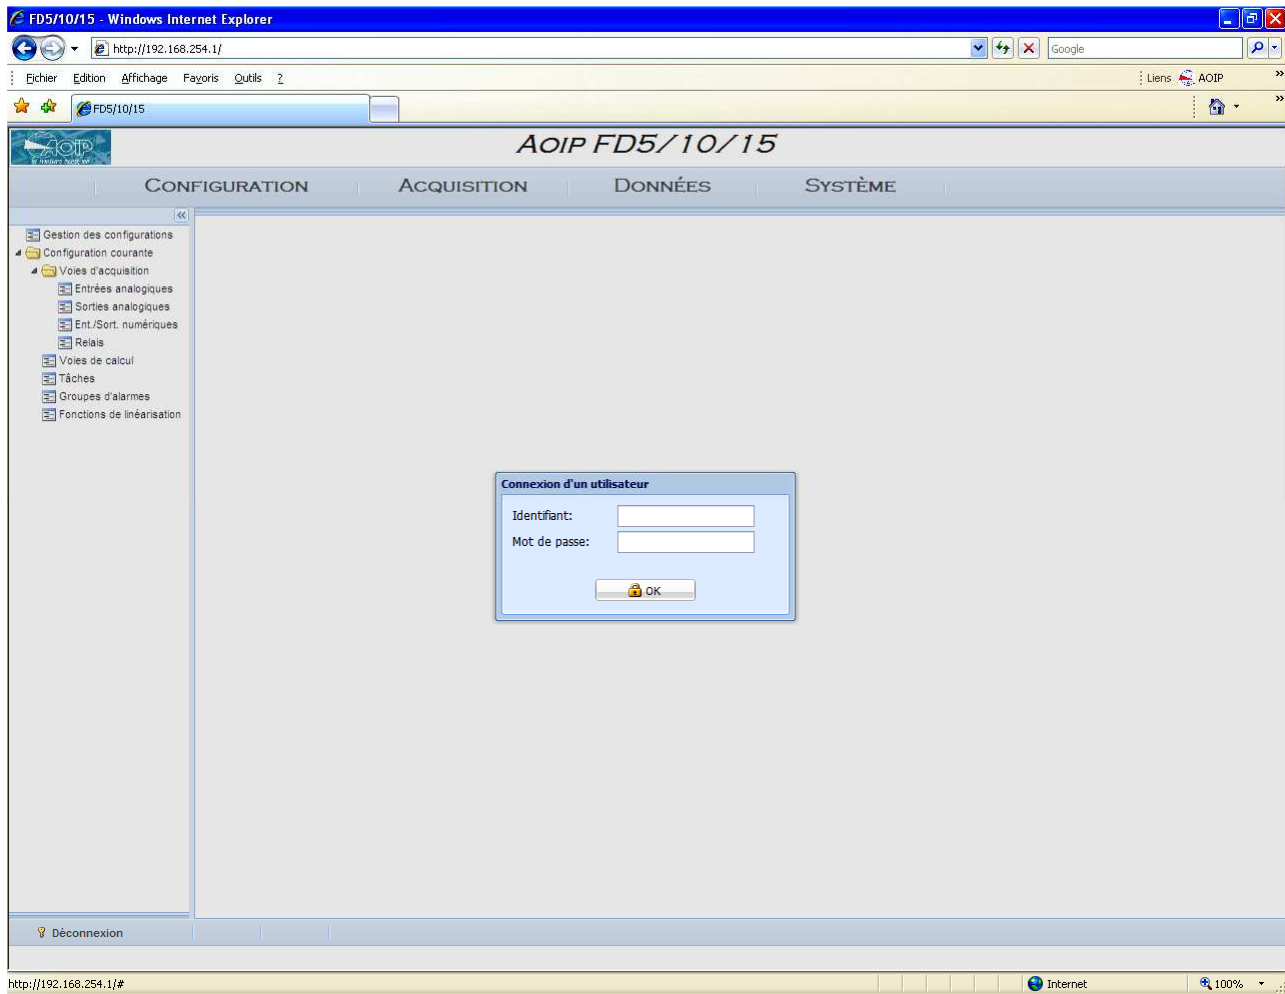 FD5/10/15 - Windows Internet Explorer
http://192.168.254.1/
Google
Fichier Edition Affichage Favoris Outils ?
Liens AOIP »
FD5/10/15
»
AOIP
AOIP FD5/10/15
CONFIGURATION ACQUISITION DONNÉES SYSTÈME
Gestion des configurations
Configuration courante
Voies d'acquisition
Entrées analogiques
Sorties analogiques
Ent./Sort. numériques
Relais
Voies de calcul
Tâches
Groupes d'alarmes
Fonctions de linéarisation
Connexion d'un utilisateur
Identifiant:
Mot de passe:
OK
Déconnexion
http://192.168.254.1/#
Internet
100%